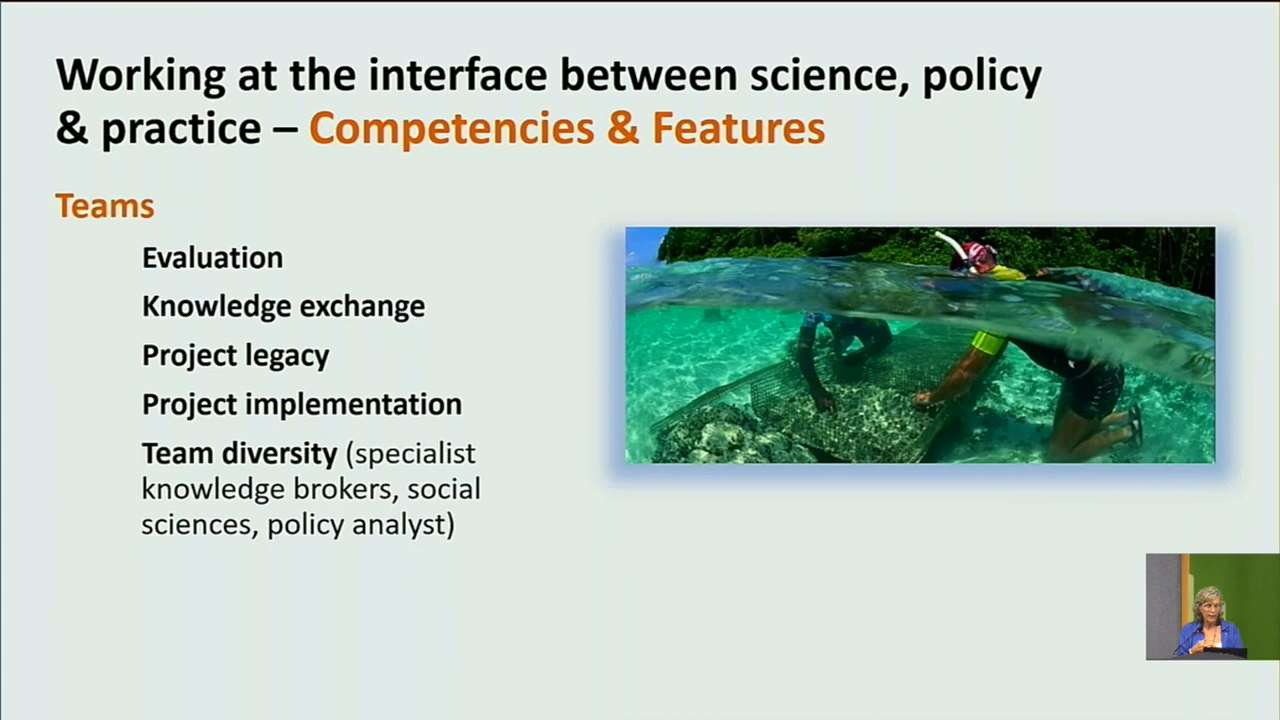 Working at the interface between science, policy
& practice – Competencies & Features
Teams
Evaluation
Knowledge exchange
Project legacy
Project implementation
Team diversity (specialist
knowledge brokers, social
sciences, policy analyst)